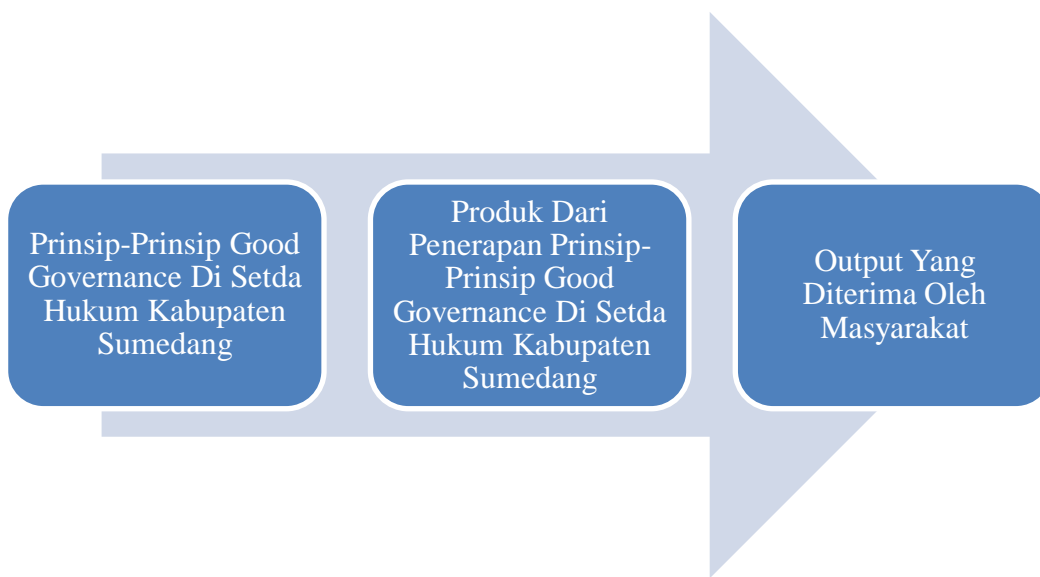 Prinsip-Prinsip Good
Governance Di Setda
Hukum Kabupaten
Sumedang
Produk Dari
Penerapan Prinsip-
Prinsip Good
Governance Di Setda
Hukum Kabupaten
Sumedang
Output Yang
Diterima Oleh
Masyarakat